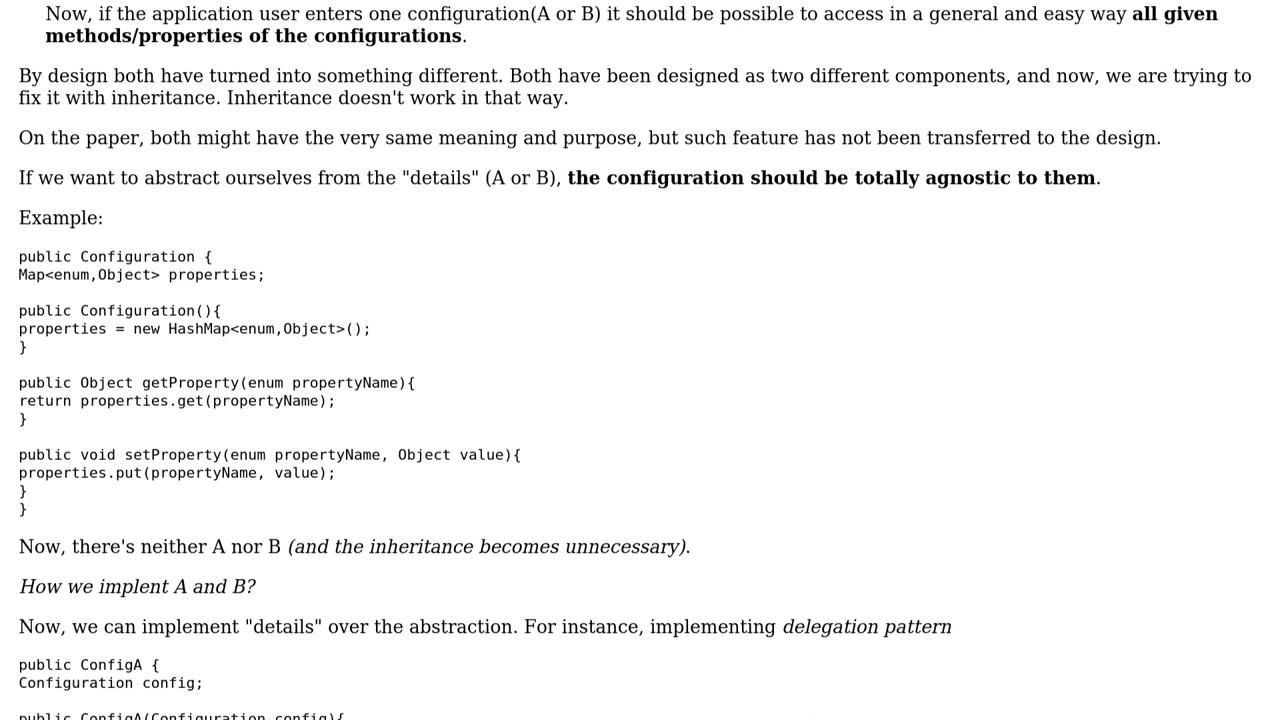 Now, if the application user enters one configuration(A or B) it should be possible to access in a general and easy way all given
methods/properties of the configurations.
By design both have turned into something different. Both have been designed as two different components, and now, we are trying to
fix it with inheritance. Inheritance doesn't work in that way.
On the paper, both might have the very same meaning and purpose, but such feature has not been transferred to the design.
If we want to abstract ourselves from the "details" (A or B), the configuration should be totally agnostic to them.
Example:
public Configuration {
Map<enum,Object> properties;
public Configuration(){
properties = new HashMap<enum,Object>();
}
public Object getProperty(enum propertyName){
return properties.get(propertyName);
}
public void setProperty(enum propertyName, Object value){
properties.put(propertyName, value);
}
}
Now, there's neither A nor B (and the inheritance becomes unnecessary).
How we implent A and B?
Now, we can implement "details" over the abstraction. For instance, implementing delegation pattern
public ConfigA {
Configuration config;
public ConfigA(Configuration config){